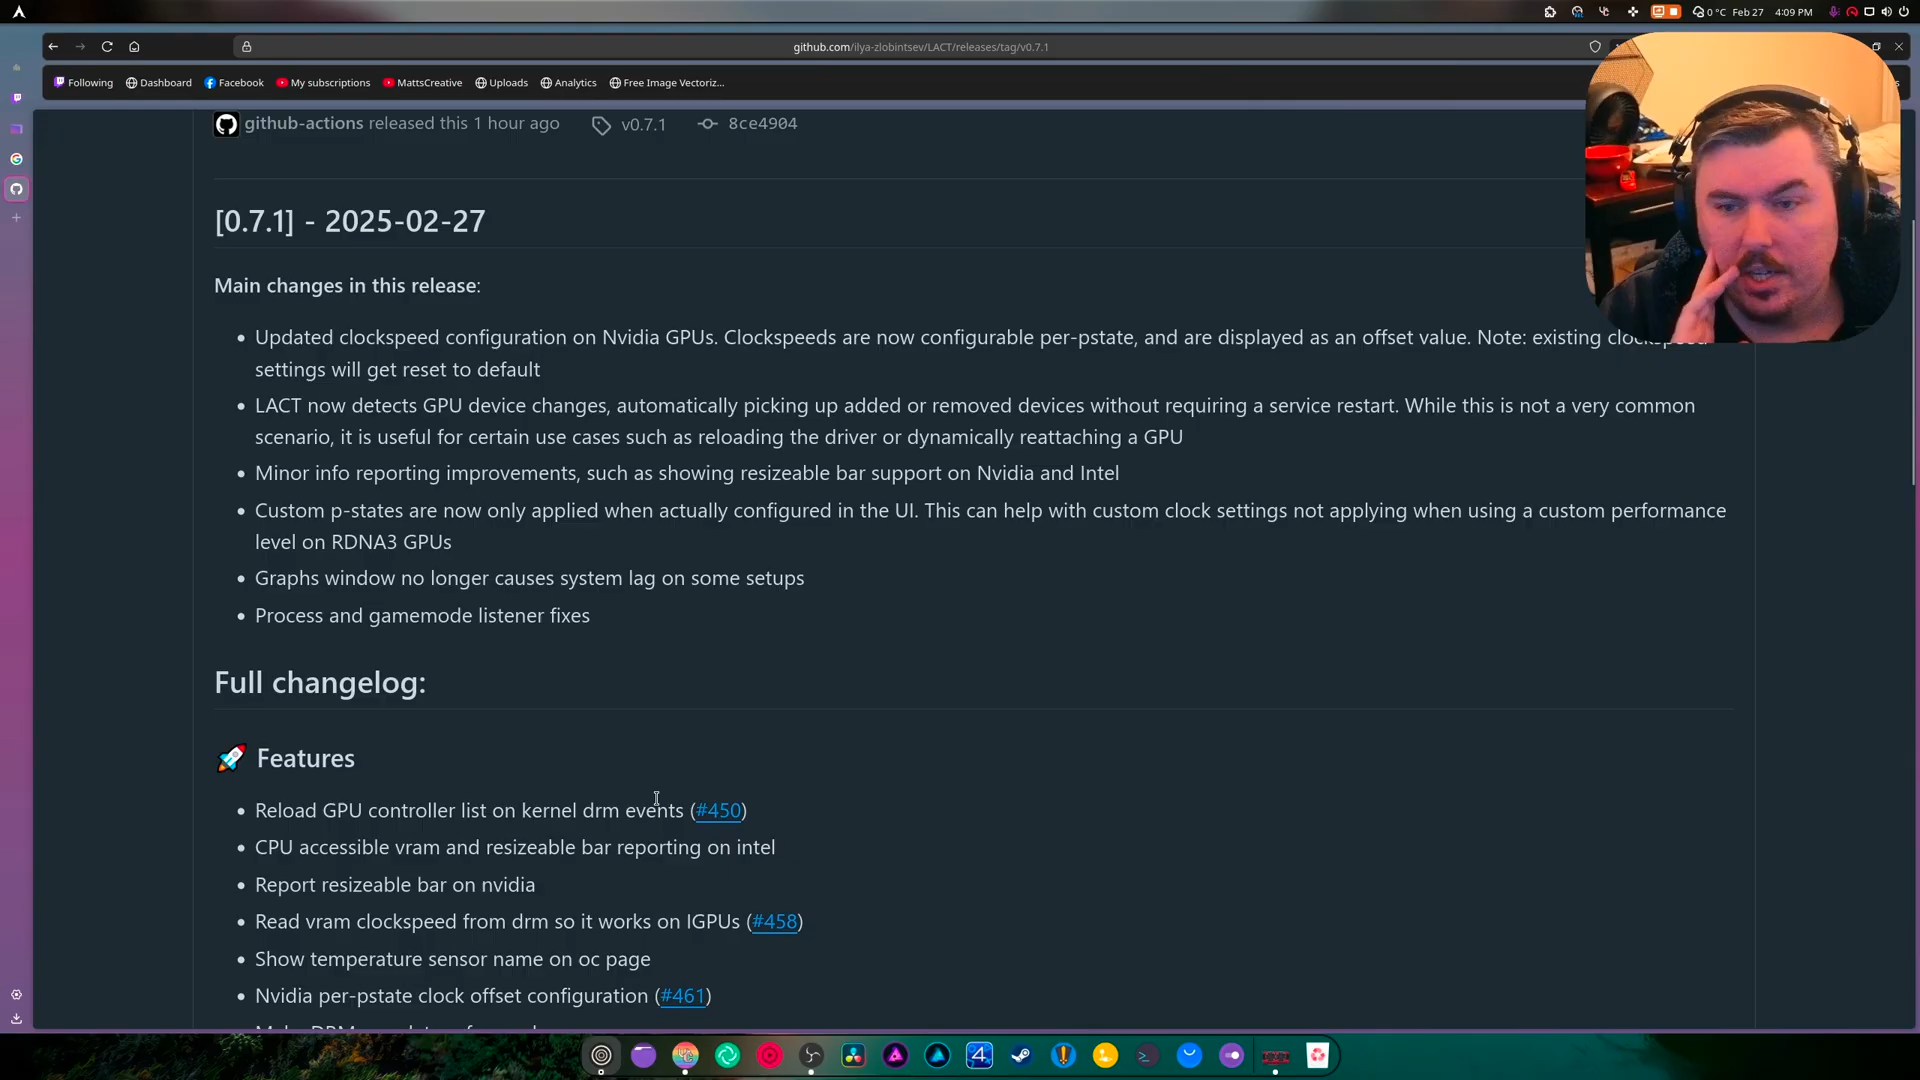 0 °C Feb 27 4:09 PM
github.com/ilya-zlobintsev/LACT/releases/tag/v0.7.1
Following Dashboard Facebook My subscriptions MattsCreative Uploads Analytics Free Image Vectoriz...
github-actions released this 1 hour ago v0.7.1 8ce4904
[0.7.1] - 2025-02-27
Main changes in this release:
Updated clockspeed configuration on Nvidia GPUs. Clockspeeds are now configurable per-pstate, and are displayed as an offset value. Note: existing clockspeed
settings will get reset to default
LACT now detects GPU device changes, automatically picking up added or removed devices without requiring a service restart. While this is not a very common
scenario, it is useful for certain use cases such as reloading the driver or dynamically reattaching a GPU
Minor info reporting improvements, such as showing resizeable bar support on Nvidia and Intel
Custom p-states are now only applied when actually configured in the UI. This can help with custom clock settings not applying when using a custom performance
level on RDNA3 GPUs
Graphs window no longer causes system lag on some setups
Process and gamemode listener fixes
Full changelog:
🚀 Features
Reload GPU controller list on kernel drm events (#450)
CPU accessible vram and resizeable bar reporting on intel
Report resizeable bar on nvidia
Read vram clockspeed from drm so it works on IGPUs (#458)
Show temperature sensor name on oc page
Nvidia per-pstate clock offset configuration (#461)